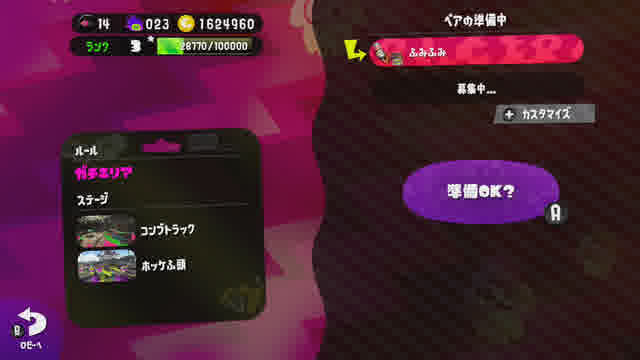 14 023 1624960
ランク 3 28770/100000
ペアの準備中
ふみふみ
募集中...
+ カスタマイズ
ルール
ガチホコ
ステージ
コンブトラック
ホッケふ頭
準備OK?
A
B
ロビーへ